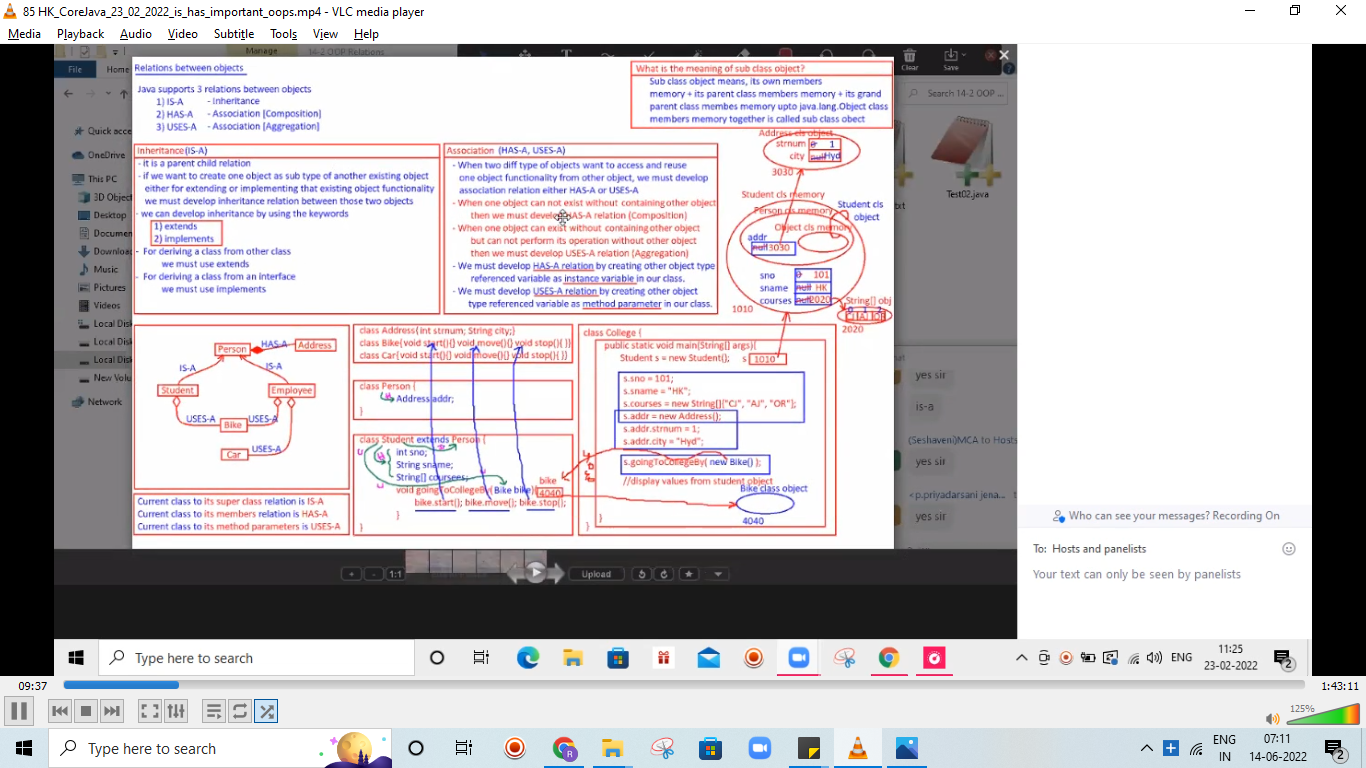 85 HK_CoreJava_23_02_2022_is_has_important_oops.mp4 - VLC media player
Media Playback Audio Video Subtitle Tools View Help
Manage
14-2 OOP Relations
File Home
Clear
Save
Search 14-2 OOP ...
Quick acce
OneDrive
This PC
3D Object
Desktop
Documen
Downloa
Music
Pictures
Videos
Local Disk
Local Disk
Local Disk
New Volu
Network
Test02.java
Relations between objects
Java supports 3 relations between objects
1) IS-A - Inheritance
2) HAS-A - Association [Composition]
3) USES-A - Association [Aggregation]
What is the meaning of sub class object?
Sub class object means, its own members
memory + its parent class members memory + its grand
parent class membes memory upto java.lang.Object class
members memory together is called sub class obect
Inheritance(IS-A)
- it is a parent child relation
- if we want to create one object as sub type of another existing object
either for extending or implementing that existing object functionality
we must develop inheritance relation between those two objects
- we can develop inheritance by using the keywords
1) extends
2) implements
- For deriving a class from other class
we must use extends
- For deriving a class from an interface
we must use implements
Association (HAS-A, USES-A)
- When two diff type of objects want to access and reuse
one object functionality from other object, we must develop
association relation either HAS-A or USES-A
- When one object can not exist without containing other object
then we must develop HAS-A relation (Composition)
- When one object can exist without containing other object
but can not perform its operation without other object
then we must develop USES-A relation (Aggregation)
- We must develop HAS-A relation by creating other object type
referenced variable as instance variable in our class.
- We must develop USES-A relation by creating other object
type referenced variable as method parameter in our class.
Address cls object
strnum 0 1
city null Hyd
3030
Student cls memory
Person cls memory
Student cls
object
Object cls memory
addr
null 3030
sno 0 101
sname null HK
courses null 2020
1010
String[] obj
0 1 2
CJ AJ OR
2020
Person
HAS-A
Address
IS-A
IS-A
Student
Employee
USES-A
Bike
USES-A
Car
USES-A
Current class to its super class relation is IS-A
Current class to its members relation is HAS-A
Current class to its method parameters is USES-A
class Address{int strnum; String city;}
class Bike{void start(){} void move(){} void stop(){ }}
class Car{void start(){} void move(){} void stop(){ }}
class Person {
Address addr;
}
class Student extends Person {
int sno;
String sname;
String[] coursees;
void goingToCollegeBy(Bike bike){
bike.start(); bike.move(); bike.stop();
}
}
bike
4040
class College {
public static void main(String[] args){
Student s = new Student(); s 1010
s.sno = 101;
s.sname = "HK";
s.courses = new String[]{"CJ", "AJ", "OR"};
s.addr = new Address();
s.addr.strnum = 1;
s.addr.city = "Hyd";
s.goingToCollegeBy( new Bike() );
//display values from student object
}
}
Bike class object
4040
yes sir
is-a
(Seshaveni)MCA to Hosts
yes sir
<p.priyadarsani jena...
yes sir
Who can see your messages? Recording On
To: Hosts and panelists
Your text can only be seen by panelists
+ - 1:1
Upload
Type here to search
ENG
11:25
23-02-2022
2
09:37
1:43:11
125%
Type here to search
ENG
IN
07:11
14-06-2022
2